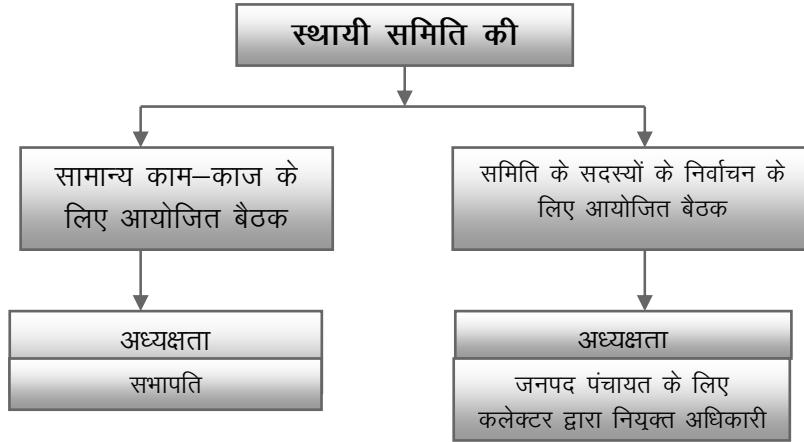 स्थायी समिति की
सामान्य काम–काज के
लिए आयोजित बैठक
समिति के सदस्यों के निर्वाचन के
लिए आयोजित बैठक
अध्यक्षता
सभापति
अध्यक्षता
जनपद पंचायत के लिए
कलेक्टर द्वारा नियुक्त अधिकारी